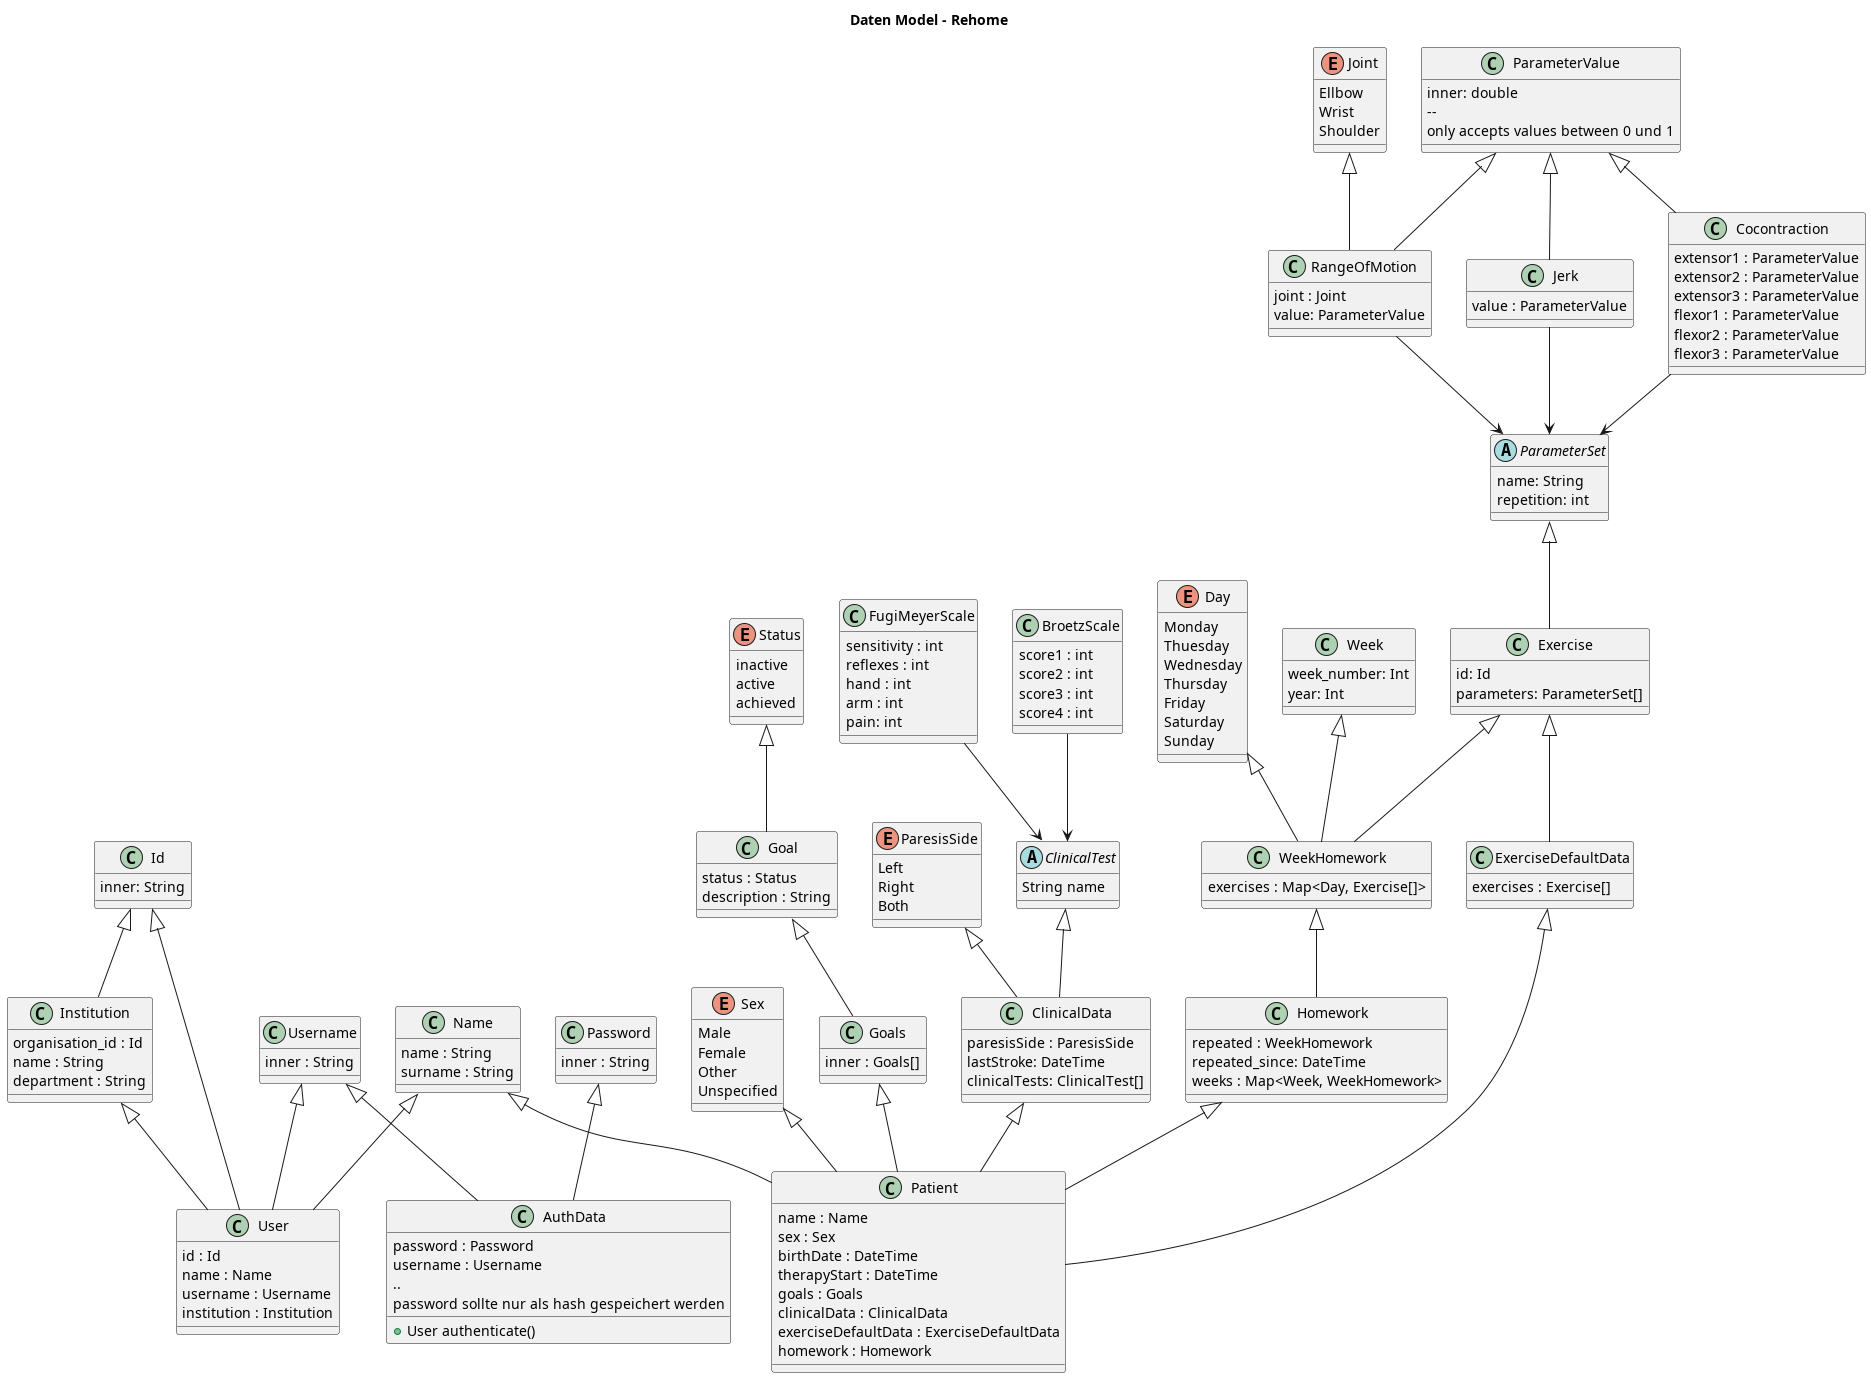 Daten Model - Rehome
E Joint
Ellbow
Wrist
Shoulder
C ParameterValue
inner: double
--
only accepts values between 0 und 1
C RangeOfMotion
joint : Joint
value: ParameterValue
C Jerk
value : ParameterValue
C Cocontraction
extensor1 : ParameterValue
extensor2 : ParameterValue
extensor3 : ParameterValue
flexor1 : ParameterValue
flexor2 : ParameterValue
flexor3 : ParameterValue
A ParameterSet
name: String
repetition: int
E Status
inactive
active
achieved
C FugiMeyerScale
sensitivity : int
reflexes : int
hand : int
arm : int
pain: int
C BroetzScale
score1 : int
score2 : int
score3 : int
score4 : int
E Day
Monday
Thuesday
Wednesday
Thursday
Friday
Saturday
Sunday
C Week
week_number: Int
year: Int
C Exercise
id: Id
parameters: ParameterSet[]
C Id
inner: String
C Goal
status : Status
description : String
E ParesisSide
Left
Right
Both
A ClinicalTest
String name
C WeekHomework
exercises : Map<Day, Exercise[]>
C ExerciseDefaultData
exercises : Exercise[]
C Institution
organisation_id : Id
name : String
department : String
C Username
inner : String
C Name
name : String
surname : String
C Password
inner : String
E Sex
Male
Female
Other
Unspecified
C Goals
inner : Goals[]
C ClinicalData
paresisSide : ParesisSide
lastStroke: DateTime
clinicalTests: ClinicalTest[]
C Homework
repeated : WeekHomework
repeated_since: DateTime
weeks : Map<Week, WeekHomework>
C User
id : Id
name : Name
username : Username
institution : Institution
C AuthData
password : Password
username : Username
..
password sollte nur als hash gespeichert werden
User authenticate()
C Patient
name : Name
sex : Sex
birthDate : DateTime
therapyStart : DateTime
goals : Goals
clinicalData : ClinicalData
exerciseDefaultData : ExerciseDefaultData
homework : Homework